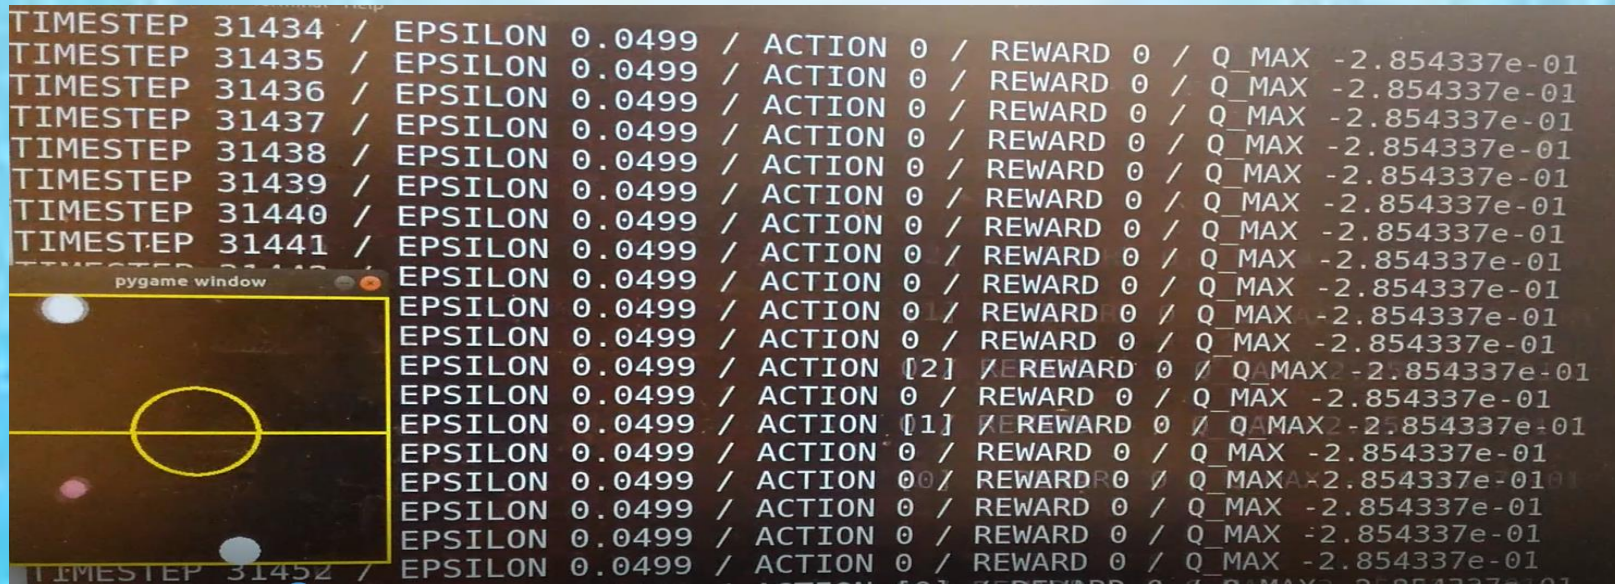 TIMESTEP 31434 / EPSILON 0.0499 / ACTION 0 / REWARD 0 / Q_MAX -2.854337e-01
TIMESTEP 31435 / EPSILON 0.0499 / ACTION 0 / REWARD 0 / Q_MAX -2.854337e-01
TIMESTEP 31436 / EPSILON 0.0499 / ACTION 0 / REWARD 0 / Q_MAX -2.854337e-01
TIMESTEP 31437 / EPSILON 0.0499 / ACTION 0 / REWARD 0 / Q_MAX -2.854337e-01
TIMESTEP 31438 / EPSILON 0.0499 / ACTION 0 / REWARD 0 / Q_MAX -2.854337e-01
TIMESTEP 31439 / EPSILON 0.0499 / ACTION 0 / REWARD 0 / Q_MAX -2.854337e-01
TIMESTEP 31440 / EPSILON 0.0499 / ACTION 0 / REWARD 0 / Q_MAX -2.854337e-01
TIMESTEP 31441 / EPSILON 0.0499 / ACTION 0 / REWARD 0 / Q_MAX -2.854337e-01
pygame window
EPSILON 0.0499 / ACTION 0 / REWARD 0 / Q_MAX -2.854337e-01
EPSILON 0.0499 / ACTION 0 / REWARD 0 / Q_MAX -2.854337e-01
EPSILON 0.0499 / ACTION 0 / REWARD 0 / Q_MAX -2.854337e-01
EPSILON 0.0499 / ACTION [2] / REWARD 0 / Q_MAX -2.854337e-01
EPSILON 0.0499 / ACTION 0 / REWARD 0 / Q_MAX -2.854337e-01
EPSILON 0.0499 / ACTION [1] / REWARD 0 / Q_MAX -2.854337e-01
EPSILON 0.0499 / ACTION 0 / REWARD 0 / Q_MAX -2.854337e-01
EPSILON 0.0499 / ACTION 0 / REWARD 0 / Q_MAX -2.854337e-01
EPSILON 0.0499 / ACTION 0 / REWARD 0 / Q_MAX -2.854337e-01
EPSILON 0.0499 / ACTION 0 / REWARD 0 / Q_MAX -2.854337e-01
TIMESTEP 31452 / EPSILON 0.0499 / ACTION 0 / REWARD 0 / Q_MAX -2.854337e-01